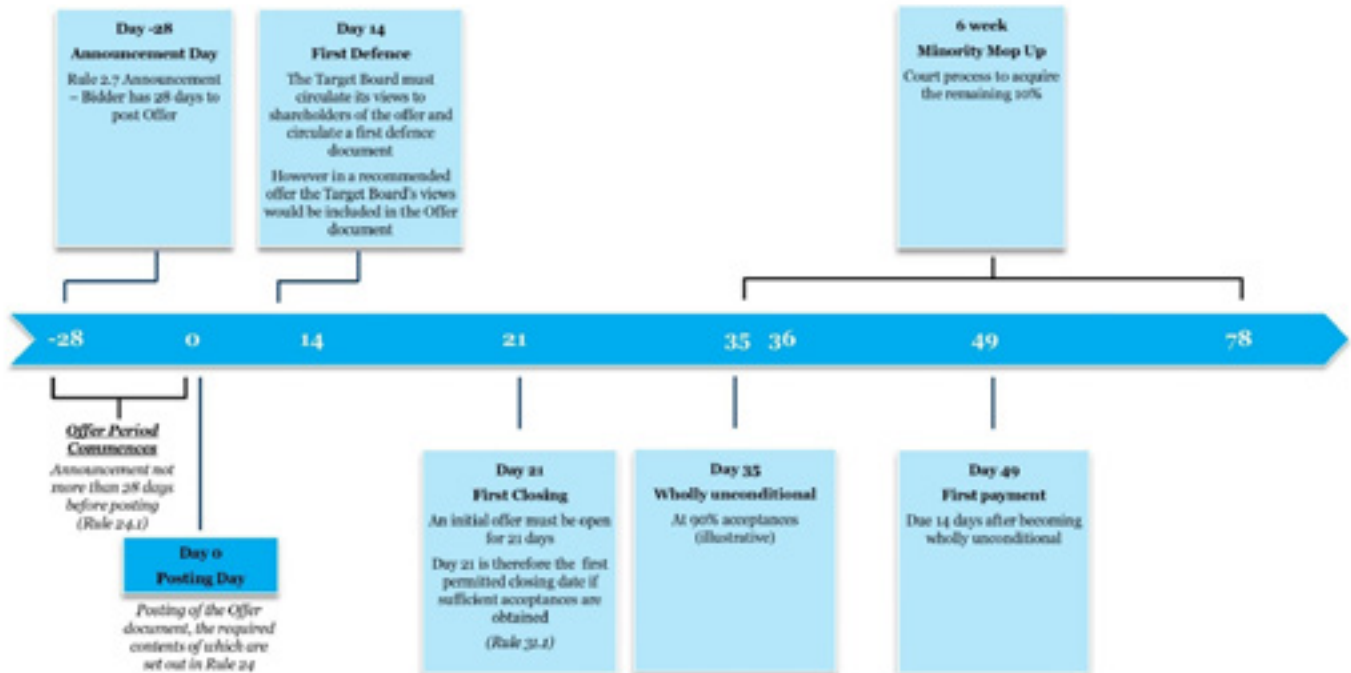 Day -28
Announcement Day
Rule 2.7 Announcement
– Bidder has 28 days to
post Offer
Day 14
First Defence
The Target Board must
circulate its views to
shareholders of the offer and
circulate a first defence
document
However in a recommended
offer the Target Board's views
would be included in the Offer
document
6 week
Minority Mop Up
Court process to acquire
the remaining 10%
-28 0 14 21 35 36 49 78
Offer Period
Commences
Announcement not
more than 28 days
before posting
(Rule 24.1)
Day 0
Posting Day
Posting of the Offer
document, the required
contents of which are
set out in Rule 24
Day 21
First Closing
An initial offer must be open
for 21 days
Day 21 is therefore the first
permitted closing date if
sufficient acceptances are
obtained
(Rule 31.1)
Day 35
Wholly unconditional
At 90% acceptances
(illustrative)
Day 49
First payment
Due 14 days after becoming
wholly unconditional